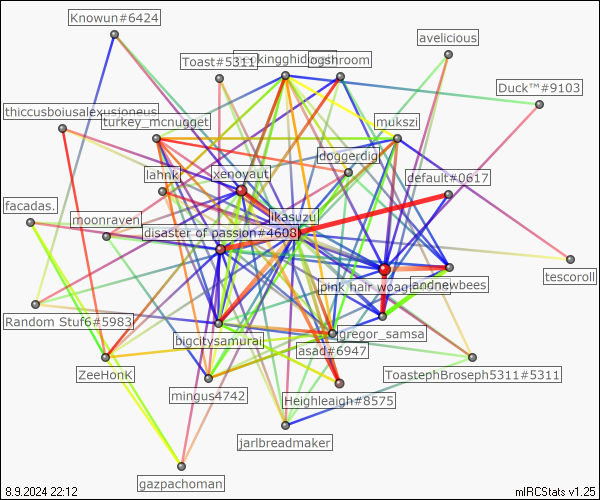 Knowun#6424
avelicious
Toast#5311
ogshroom
Duck™#9103
thiccusboiusalexusioneus
turkey_mcnugget
mukszi
doggerdig
lahnk
xenoyaut
default#0617
facadas.
moonraven
ikasuzu
disaster of passion#4608
tescoroll
pink hair
andnewbees
Random Stuf6#5983
bigcitysamurai
gregor_samsa
asad#6947
ZeeHonK
ToastephBroseph5311#5311
mingus4742
Heighleaigh#8575
jarlbreadmaker
gazpachoman
8.9.2024 22:12
mIRCStats v1.25